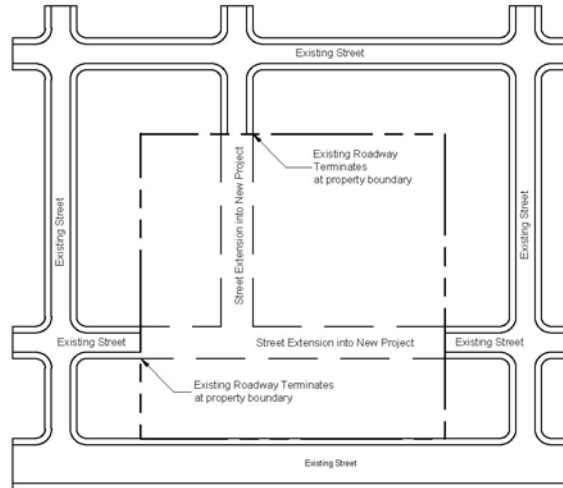 Existing Street
Existing Roadway
Terminates
at property boundary
Street Extension into New Project
Existing Street
Existing Street
Existing Street
Street Extension into New Project
Existing Street
Existing Roadway Terminates
at property boundary
Existing Street